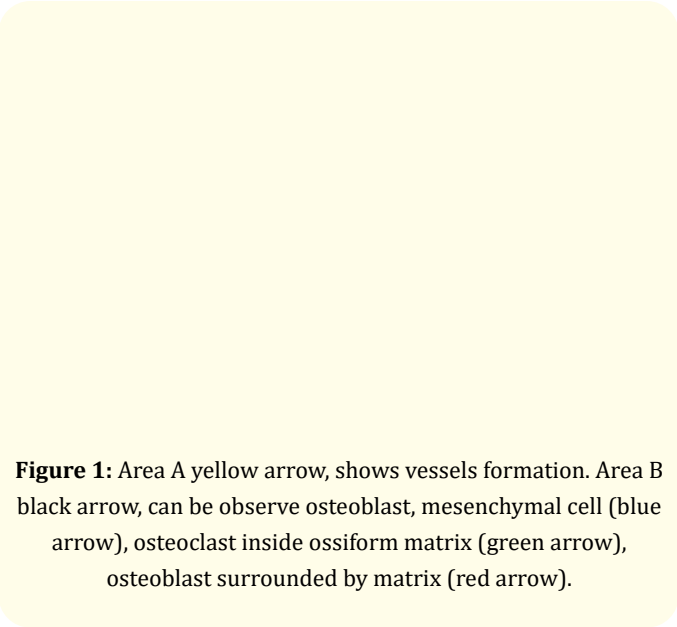 Figure 1: Area A yellow arrow, shows vessels formation. Area B
black arrow, can be observe osteoblast, mesenchymal cell (blue
arrow), osteoclast inside ossiform matrix (green arrow),
osteoblast surrounded by matrix (red arrow).